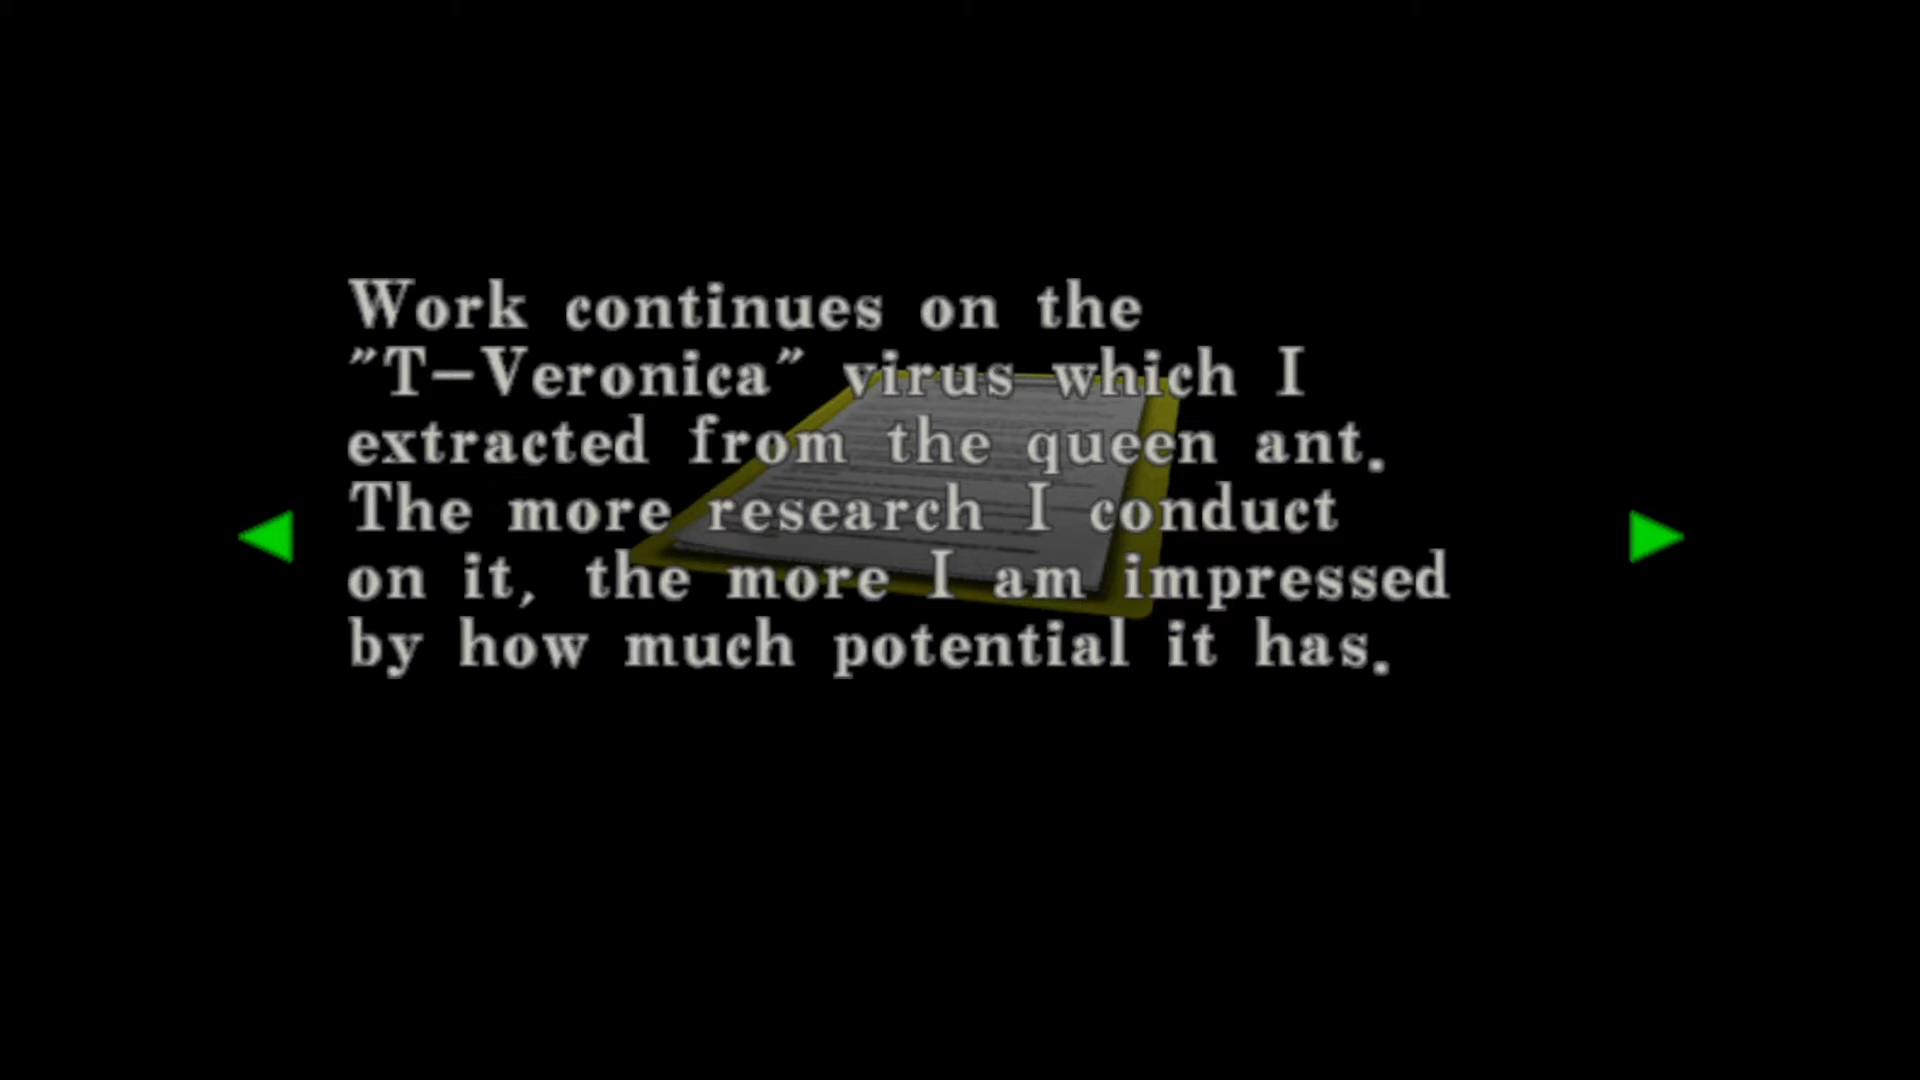 Work continues on the
"T-Veronica" virus which I
extracted from the queen ant.
The more research I conduct
on it, the more I am impressed
by how much potential it has.